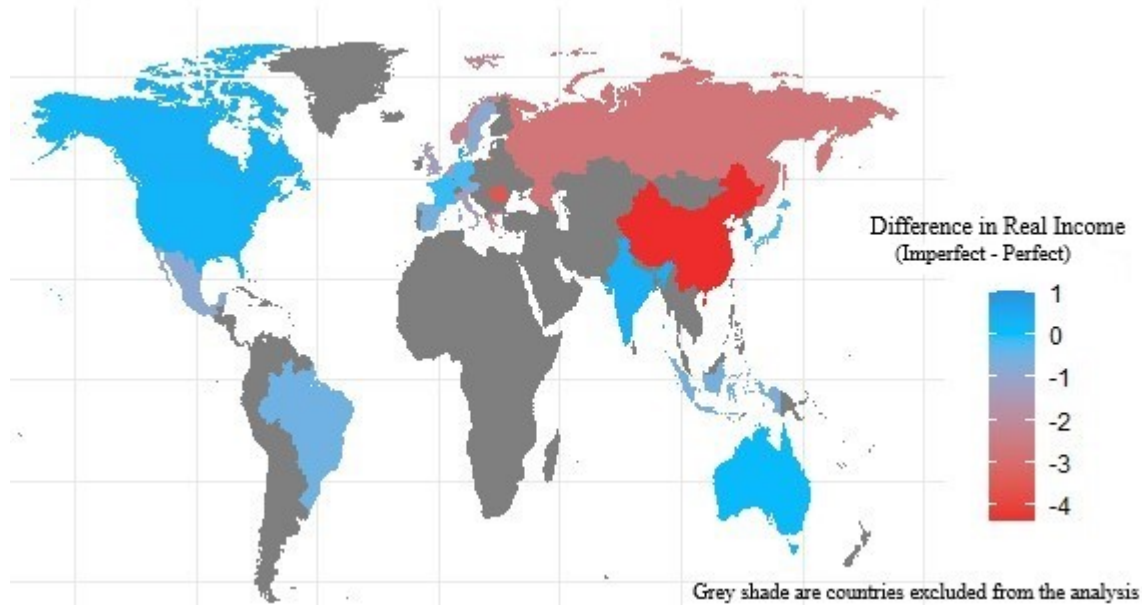 Difference in Real Income
(Imperfect - Perfect)
1
0
-1
-2
-3
-4
Grey shade are countries excluded from the analysis